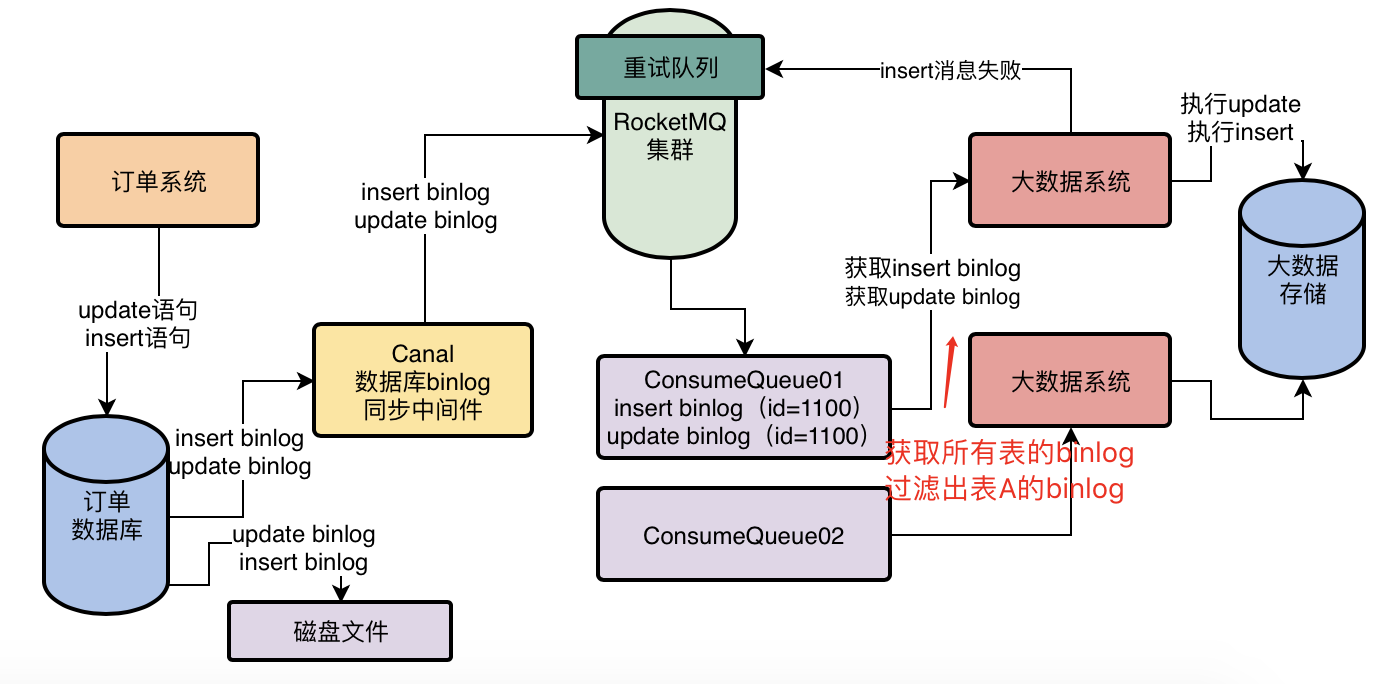 重试队列
RocketMQ
集群
insert消息失败
执行update
执行insert
订单系统
大数据系统
insert binlog
update binlog
获取insert binlog
获取update binlog
大数据
存储
update语句
insert语句
Canal
数据库binlog
同步中间件
ConsumeQueue01
insert binlog（id=1100）
update binlog（id=1100）
大数据系统
insert binlog
update binlog
获取所有表的binlog
过滤出表A的binlog
订单
数据库
update binlog
insert binlog
ConsumeQueue02
磁盘文件